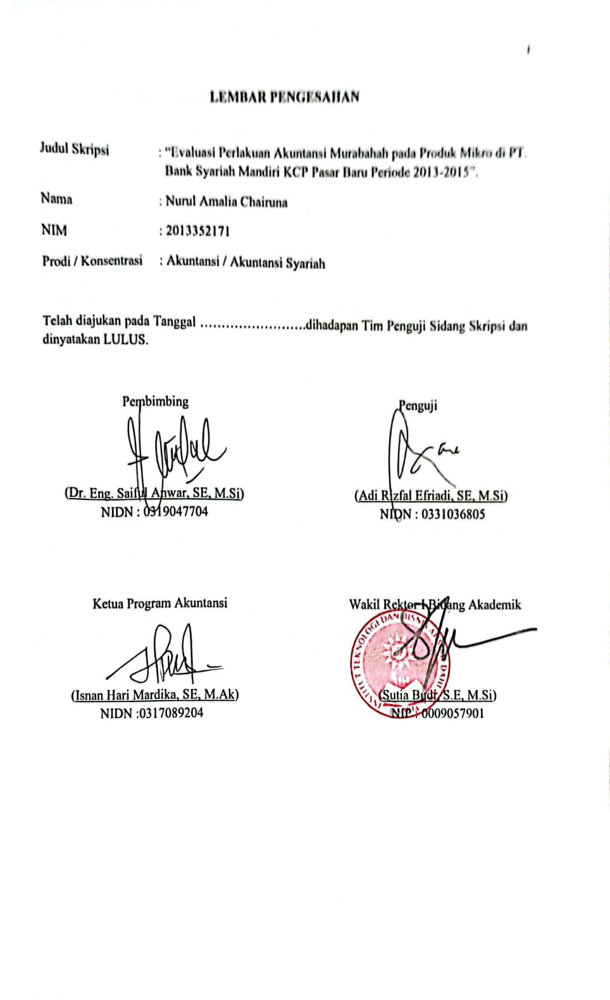 LEMBAR PENGESAHAN
Judul Skripsi : "Evaluasi Perlakuan Akuntansi Murabahah pada Produk Mikro di PT.
Bank Syariah Mandiri KCP Pasar Baru Periode 2013-2015".
Nama : Nurul Amalia Chairuna
NIM : 2013352171
Prodi / Konsentrasi : Akuntansi / Akuntansi Syariah
Telah diajukan pada Tanggal .........................dihadapan Tim Penguji Sidang Skripsi dan
dinyatakan LULUS.
Pembimbing
(Dr. Eng. Saiful Anwar, SE, M.Si)
NIDN : 0319047704
Penguji
(Adi Rizfal Efriadi, SE, M.Si)
NIDN : 0331036805
Ketua Program Akuntansi
(Isnan Hari Mardika, SE, M.Ak)
NIDN :0317089204
Wakil Rektor I Bidang Akademik
INSTITUT TEKNOLOGI DAN BISNIS
(Sutia Budi, S.E, M.Si)
NIP : 0009057901